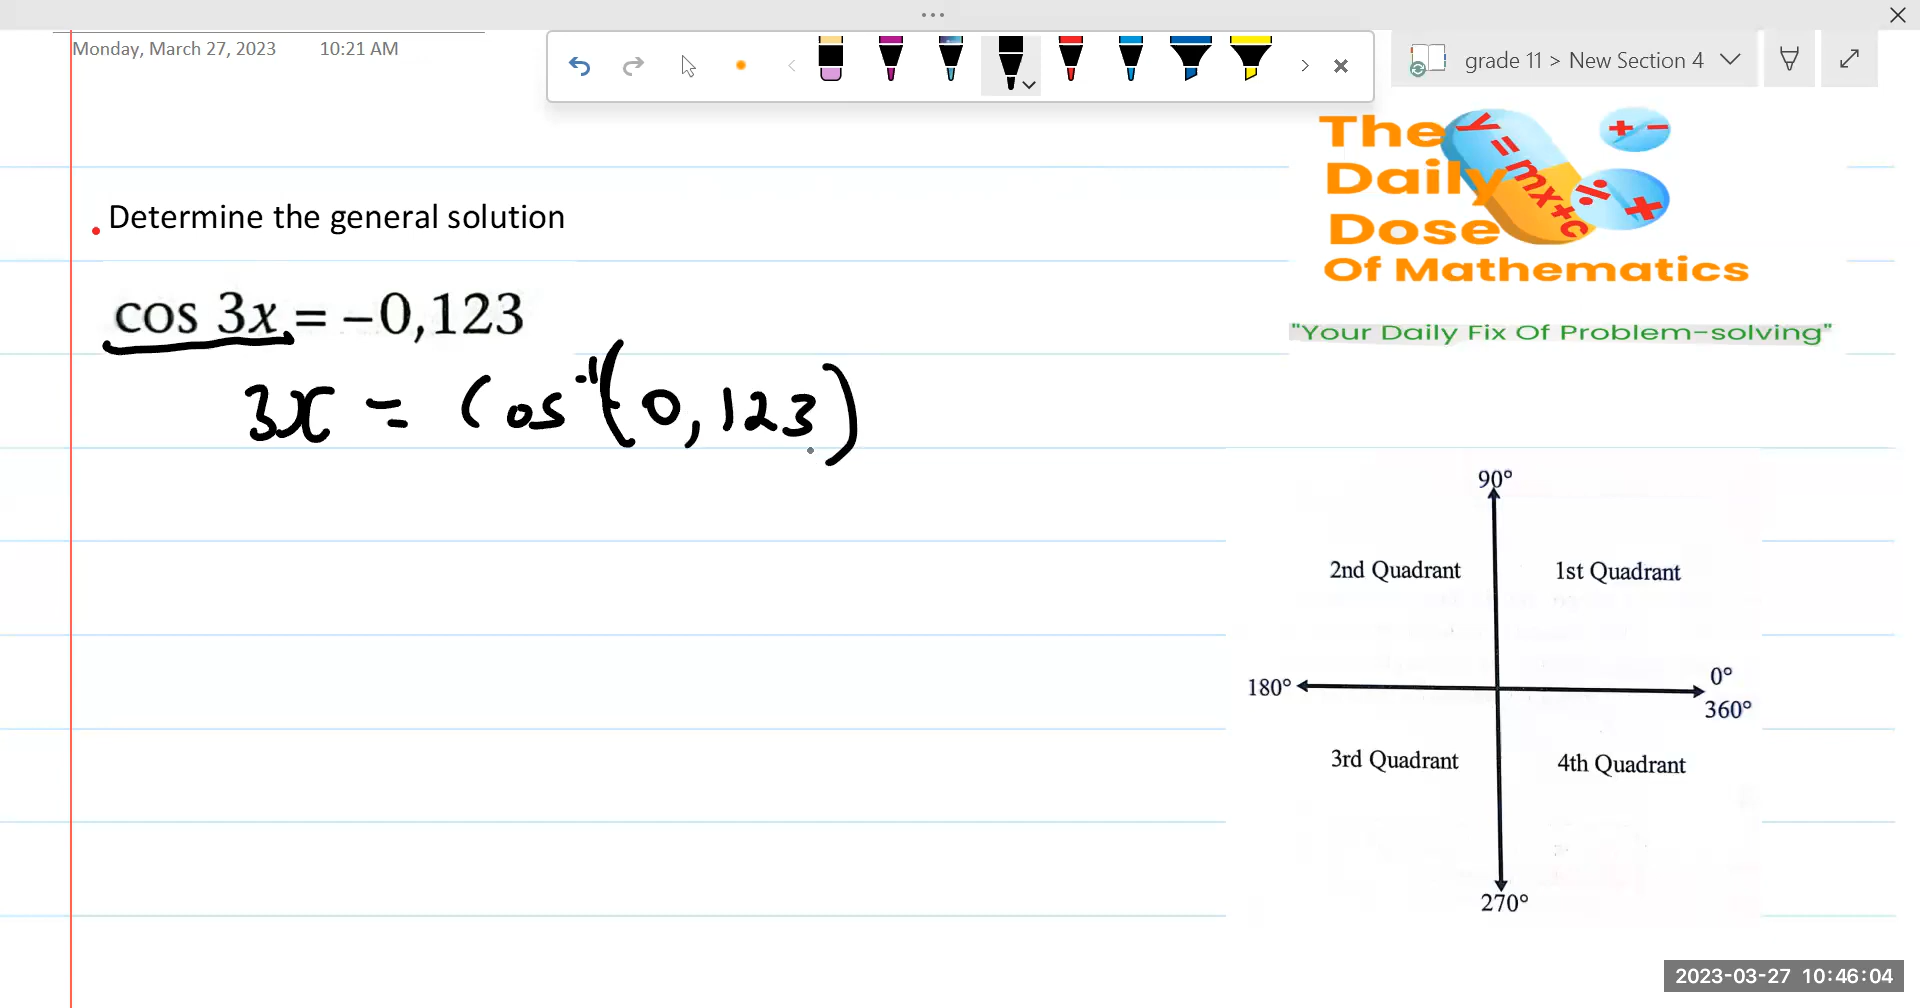 Monday, March 27, 2023 10:21 AM
grade 11 > New Section 4
The
Daily
Dose
Of Mathematics
y=mx+c
+ −
÷ +
"Your Daily Fix Of Problem-solving"
Determine the general solution
cos 3x = −0,123
3x = Cos⁻¹(-0,123)
90°
2nd Quadrant 1st Quadrant
180° 0°
360°
3rd Quadrant 4th Quadrant
270°
2023-03-27 10:46:04